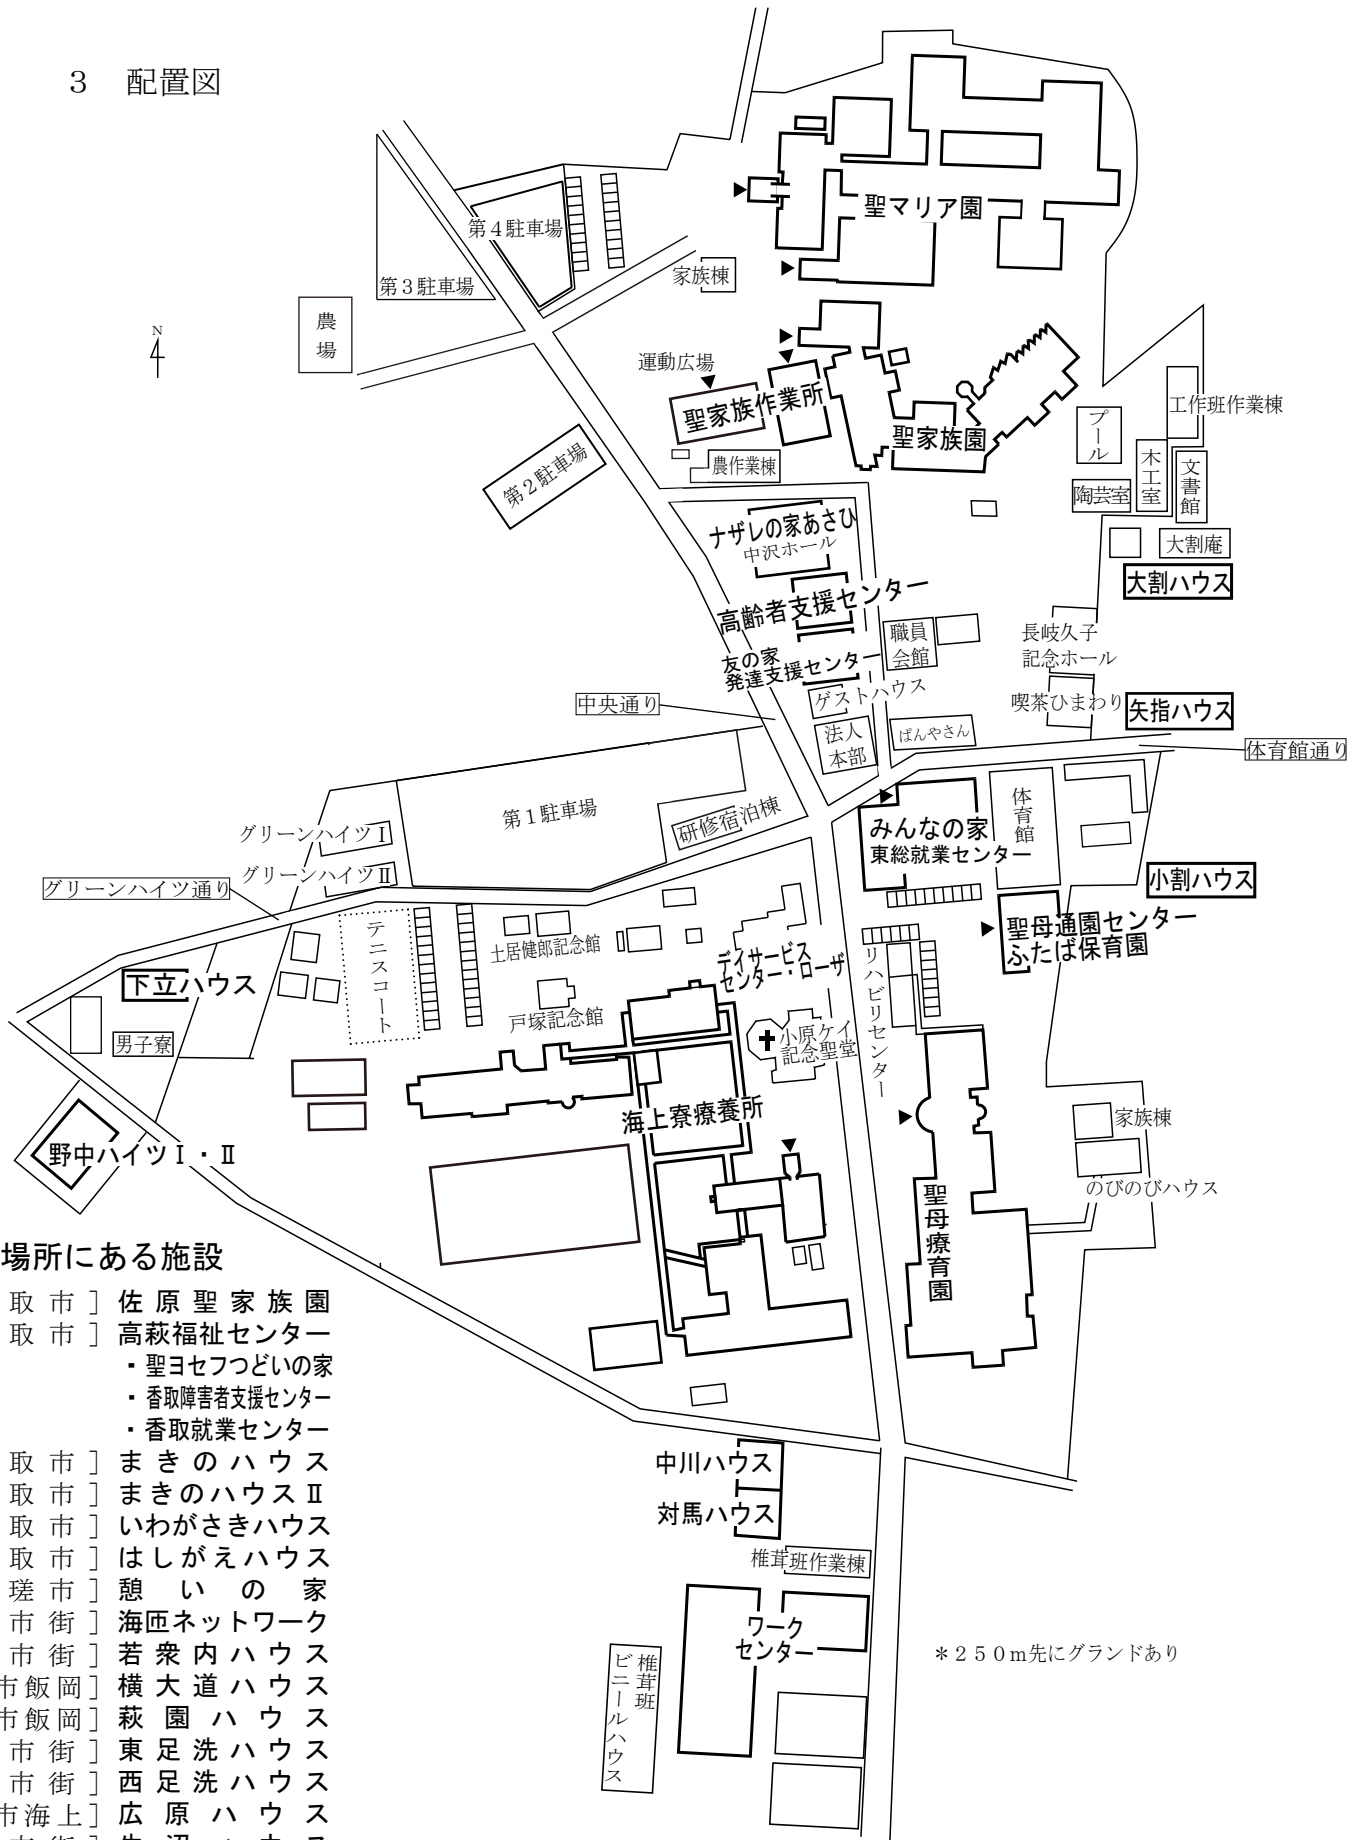 ３　配置図
聖マリア園
第４駐車場
第３駐車場
家族棟
農場
N
運動広場
聖家族作業所
聖家族園
工作班作業棟
プール
木工室
文書館
陶芸室
第２駐車場
農作業棟
ナザレの家あさひ
中沢ホール
大割庵
大割ハウス
高齢者支援センター
職員
会館
長岐久子
記念ホール
友の家
発達支援センター
ゲストハウス
喫茶ひまわり
矢指ハウス
中央通り
法人
本部
ぱんやさん
体育館通り
第１駐車場
研修宿泊棟
体育館
みんなの家
東総就業センター
グリーンハイツⅠ
グリーンハイツⅡ
グリーンハイツ通り
小割ハウス
聖母通園センター
ふたば保育園
テニスコート
土居健郎記念館
デイサービス
センター・ローザ
リハビリセンター
下立ハウス
戸塚記念館
小原ケイ
記念聖堂
男子寮
海上寮療養所
家族棟
野中ハイツⅠ・Ⅱ
のびのびハウス
聖母療育園
場所にある施設
取 市］ 佐原聖家族園
取 市］ 高萩福祉センター
・聖ヨセフつどいの家
・香取障害者支援センター
・香取就業センター
取 市］ まきのハウス
取 市］ まきのハウスⅡ
取 市］ いわがさきハウス
取 市］ はしがえハウス
瑳 市］ 憩いの家
市 街］ 海匝ネットワーク
市 街］ 若衆内ハウス
市飯岡］ 横大道ハウス
市飯岡］ 萩園ハウス
市 街］ 東足洗ハウス
市 街］ 西足洗ハウス
市海上］ 広原ハウス
中川ハウス
対馬ハウス
椎茸班作業棟
ワーク
センター
椎茸班
ビニールハウス
＊２５０ｍ先にグランドあり